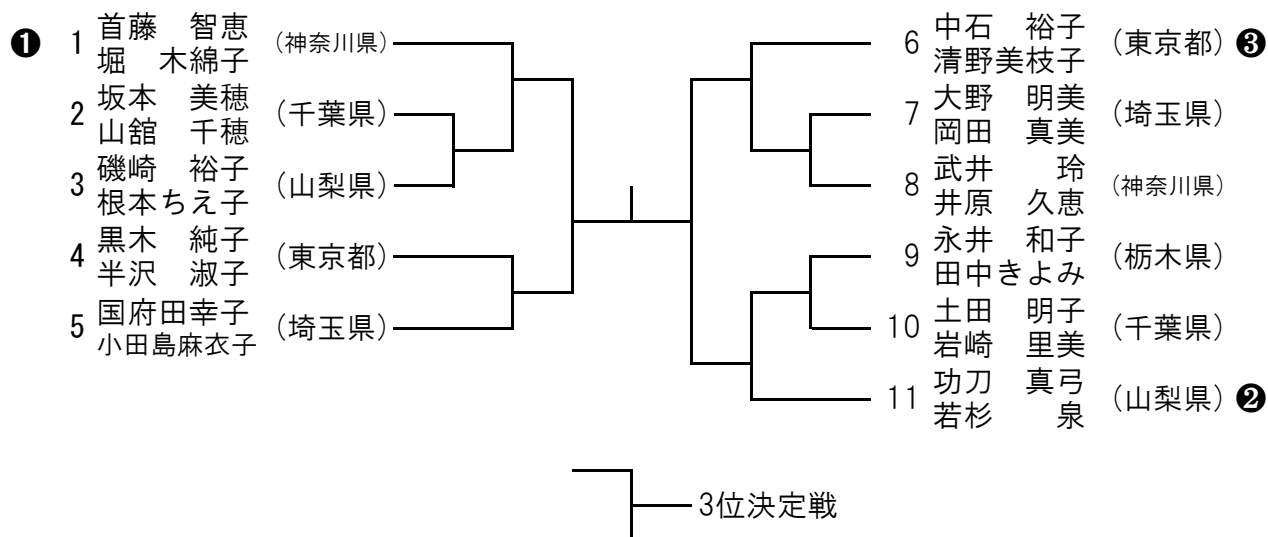 ❶ 1 首藤 智恵 (神奈川県)
堀 木綿子
2 坂本 美穂 (千葉県)
山舘 千穂
3 磯崎 裕子 (山梨県)
根本ちえ子
4 黒木 純子 (東京都)
半沢 淑子
5 国府田幸子 (埼玉県)
小田島麻衣子
6 中石 裕子 (東京都) ❸
清野美枝子
7 大野 明美 (埼玉県)
岡田 真美
8 武井 玲 (神奈川県)
井原 久恵
9 永井 和子 (栃木県)
田中きよみ
10 土田 明子 (千葉県)
岩崎 里美
11 功刀 真弓 (山梨県) ❷
若杉 泉
3位決定戦